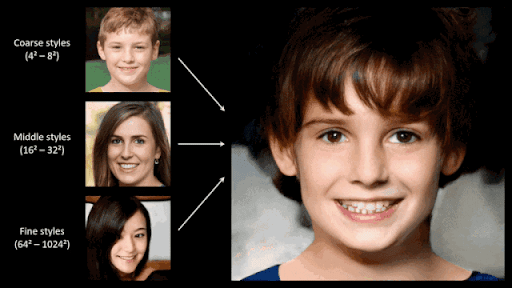 Coarse styles
(4² – 8²)
Middle styles
(16² – 32²)
Fine styles
(64² – 1024²)